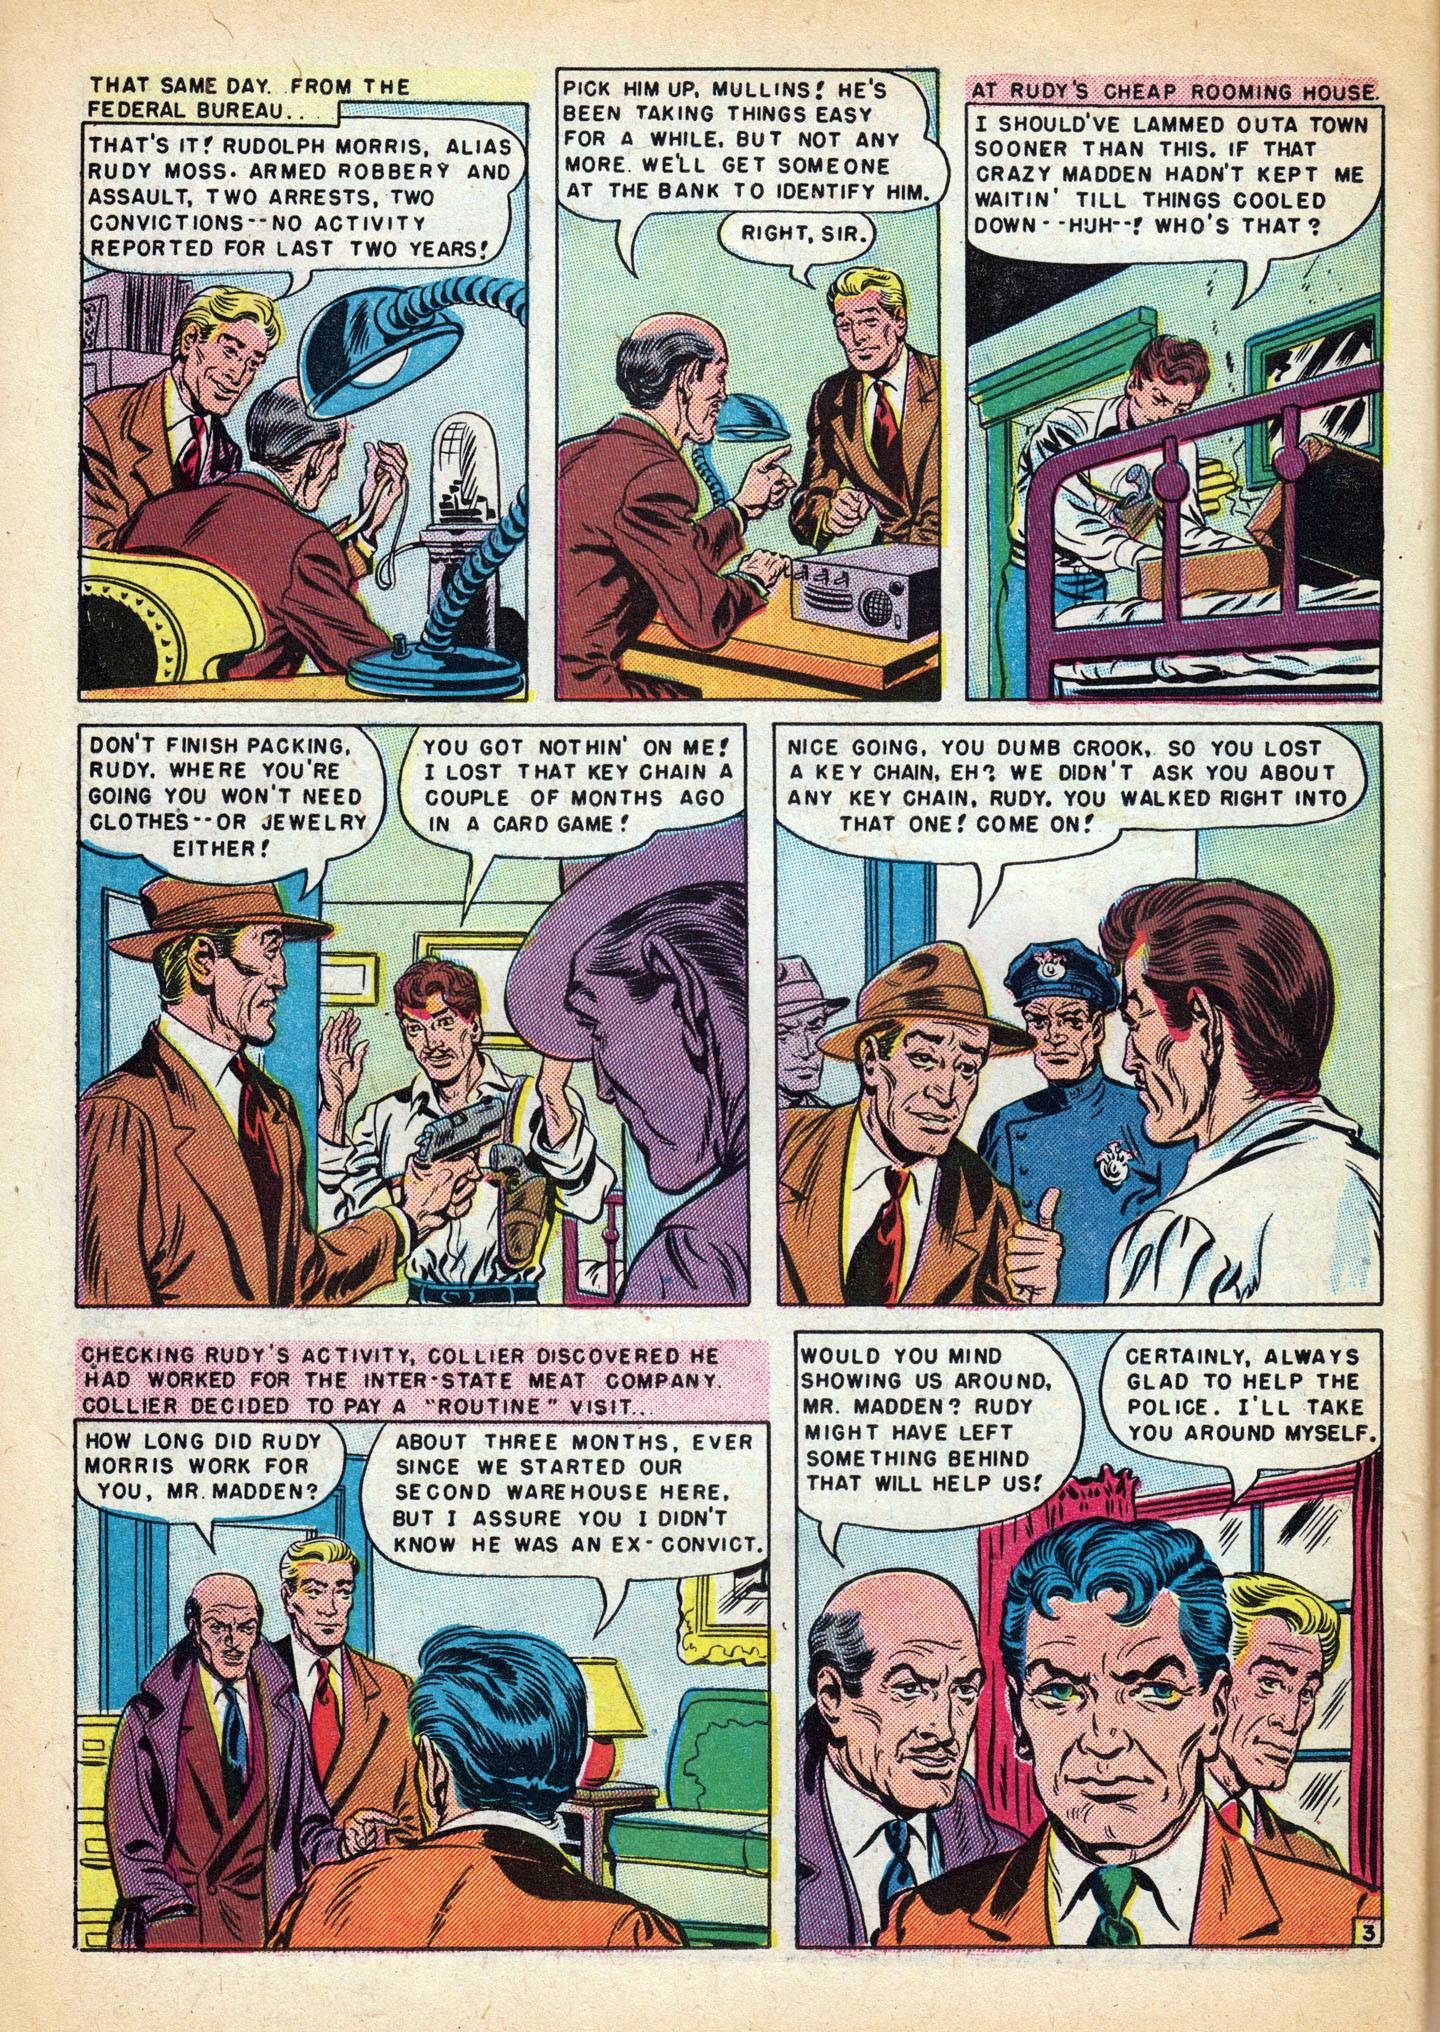 THAT SAME DAY. FROM THE
FEDERAL BUREAU..
THAT'S IT! RUDOLPH MORRIS, ALIAS
RUDY MOSS. ARMED ROBBERY AND
ASSAULT, TWO ARRESTS, TWO
CONVICTIONS--NO ACTIVITY
REPORTED FOR LAST TWO YEARS!
PICK HIM UP, MULLINS! HE'S
BEEN TAKING THINGS EASY
FOR A WHILE, BUT NOT ANY
MORE. WE'LL GET SOMEONE
AT THE BANK TO IDENTIFY HIM.
RIGHT, SIR.
AT RUDY'S CHEAP ROOMING HOUSE.
I SHOULD'VE LAMMED OUTA TOWN
SOONER THAN THIS. IF THAT
CRAZY MADDEN HADN'T KEPT ME
WAITIN' TILL THINGS COOLED
DOWN--HUH--! WHO'S THAT?
DON'T FINISH PACKING,
RUDY. WHERE YOU'RE
GOING YOU WON'T NEED
CLOTHES--OR JEWELRY
EITHER!
YOU GOT NOTHIN' ON ME!
I LOST THAT KEY CHAIN A
COUPLE OF MONTHS AGO
IN A CARD GAME!
NICE GOING, YOU DUMB CROOK, SO YOU LOST
A KEY CHAIN, EH? WE DIDN'T ASK YOU ABOUT
ANY KEY CHAIN, RUDY. YOU WALKED RIGHT INTO
THAT ONE! COME ON!
CHECKING RUDY'S ACTIVITY, COLLIER DISCOVERED HE
HAD WORKED FOR THE INTER-STATE MEAT COMPANY.
COLLIER DECIDED TO PAY A "ROUTINE" VISIT...
HOW LONG DID RUDY
MORRIS WORK FOR
YOU, MR. MADDEN?
ABOUT THREE MONTHS, EVER
SINCE WE STARTED OUR
SECOND WAREHOUSE HERE,
BUT I ASSURE YOU I DIDN'T
KNOW HE WAS AN EX-CONVICT.
WOULD YOU MIND
SHOWING US AROUND,
MR. MADDEN? RUDY
MIGHT HAVE LEFT
SOMETHING BEHIND
THAT WILL HELP US!
CERTAINLY, ALWAYS
GLAD TO HELP THE
POLICE. I'LL TAKE
YOU AROUND MYSELF.
3